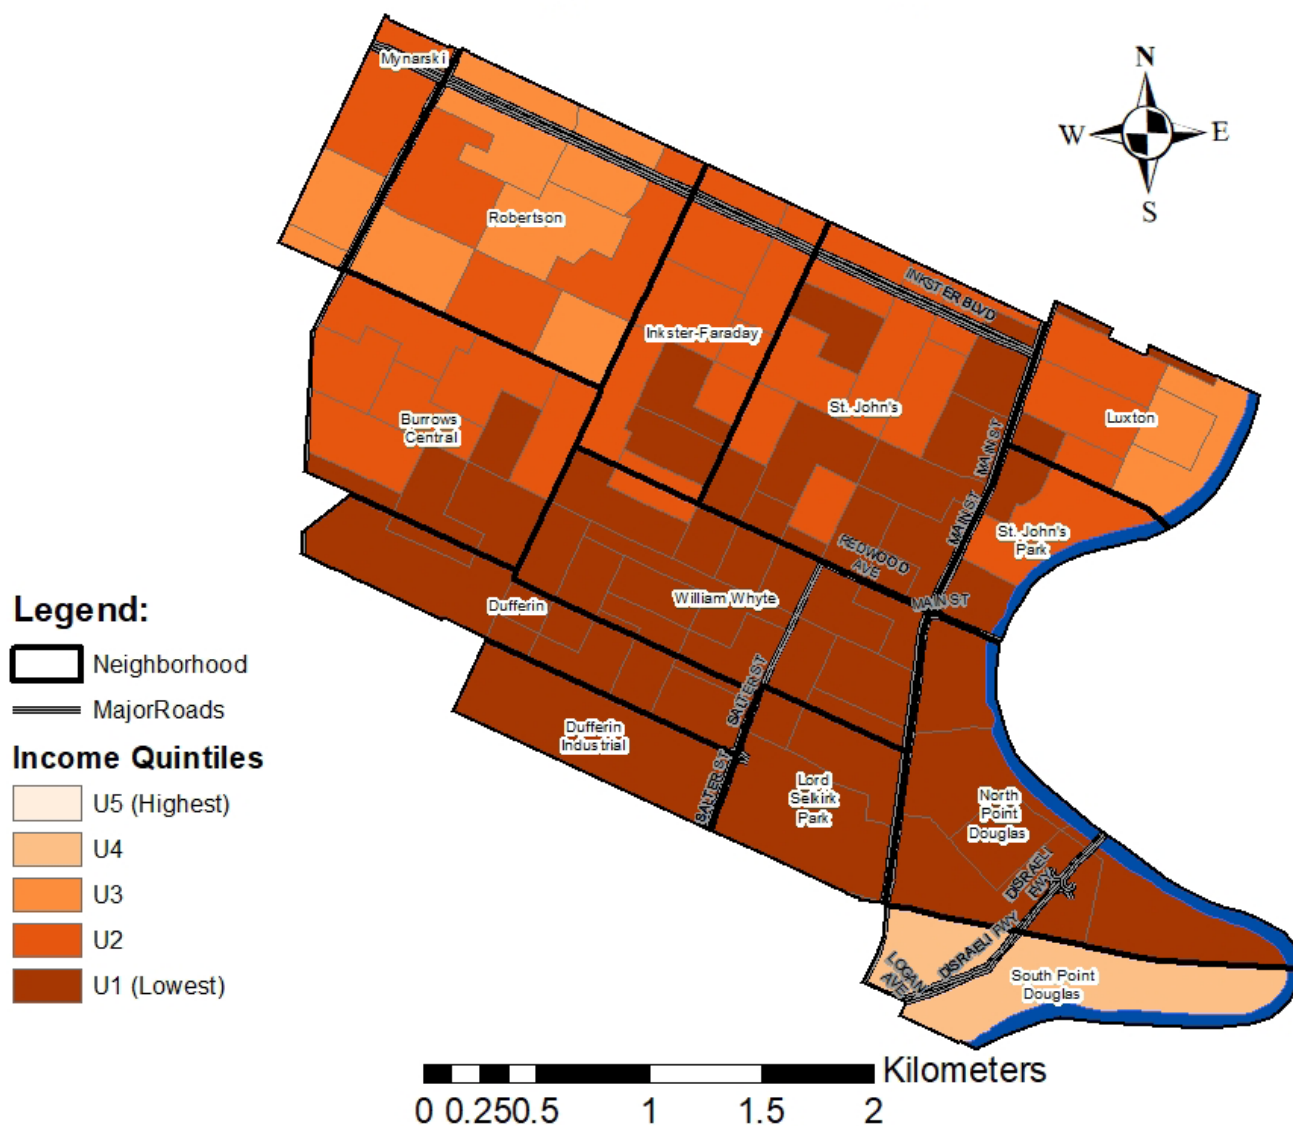 N
W
E
S
Mynarski
Robertson
INKSTER BLVD
Inkster-Faraday
St. John's
Luxton
Burrows
Central
MAIN ST
MAIN ST
St. John's
Park
REDWOOD
AVE
MAIN ST
William Whyte
Dufferin
SALTER ST
SALTER ST
Dufferin
Industrial
Lord
Selkirk
Park
North
Point
Douglas
DISRAELI
FWY
DISRAELI FWY
LOGAN
AVE
South Point
Douglas
Legend:
Neighborhood
MajorRoads
Income Quintiles
U5 (Highest)
U4
U3
U2
U1 (Lowest)
Kilometers
0 0.250.5 1 1.5 2